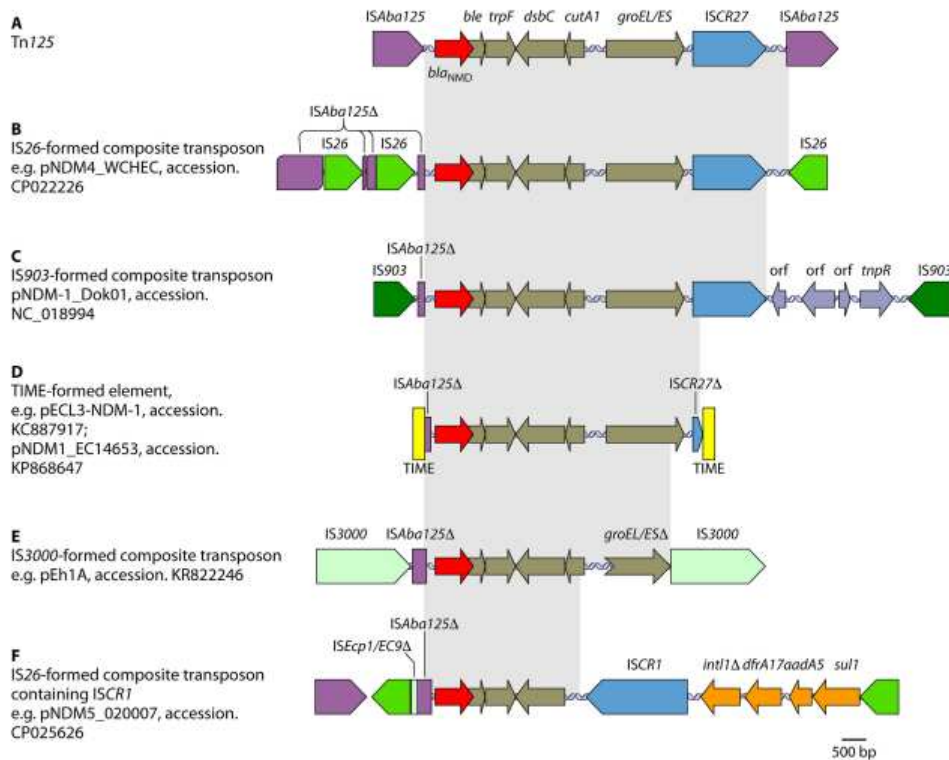 A
Tn125
ISAba125 ble trpF dsbC cutA1 groEL/ES ISCR27 ISAba125
blaNMD
B
IS26-formed composite transposon
e.g. pNDM4_WCHEC, accession.
CP022226
ISAba125Δ
IS26 IS26 IS26
C
IS903-formed composite transposon
pNDM-1_Dok01, accession.
NC_018994
ISAba125Δ
IS903 orf orf orf tnpR IS903
D
TIME-formed element,
e.g. pECL3-NDM-1, accession.
KC887917;
pNDM1_EC14653, accession.
KP868647
ISAba125Δ ISCR27Δ
TIME TIME
E
IS3000-formed composite transposon
e.g. pEh1A, accession. KR822246
IS3000 ISAba125Δ groEL/ESΔ IS3000
F
IS26-formed composite transposon
containing ISCR1
e.g. pNDM5_020007, accession.
CP025626
ISAba125Δ
ISEcp1/EC9Δ
ISCR1 intI1Δ dfrA17 aadA5 sul1
500 bp